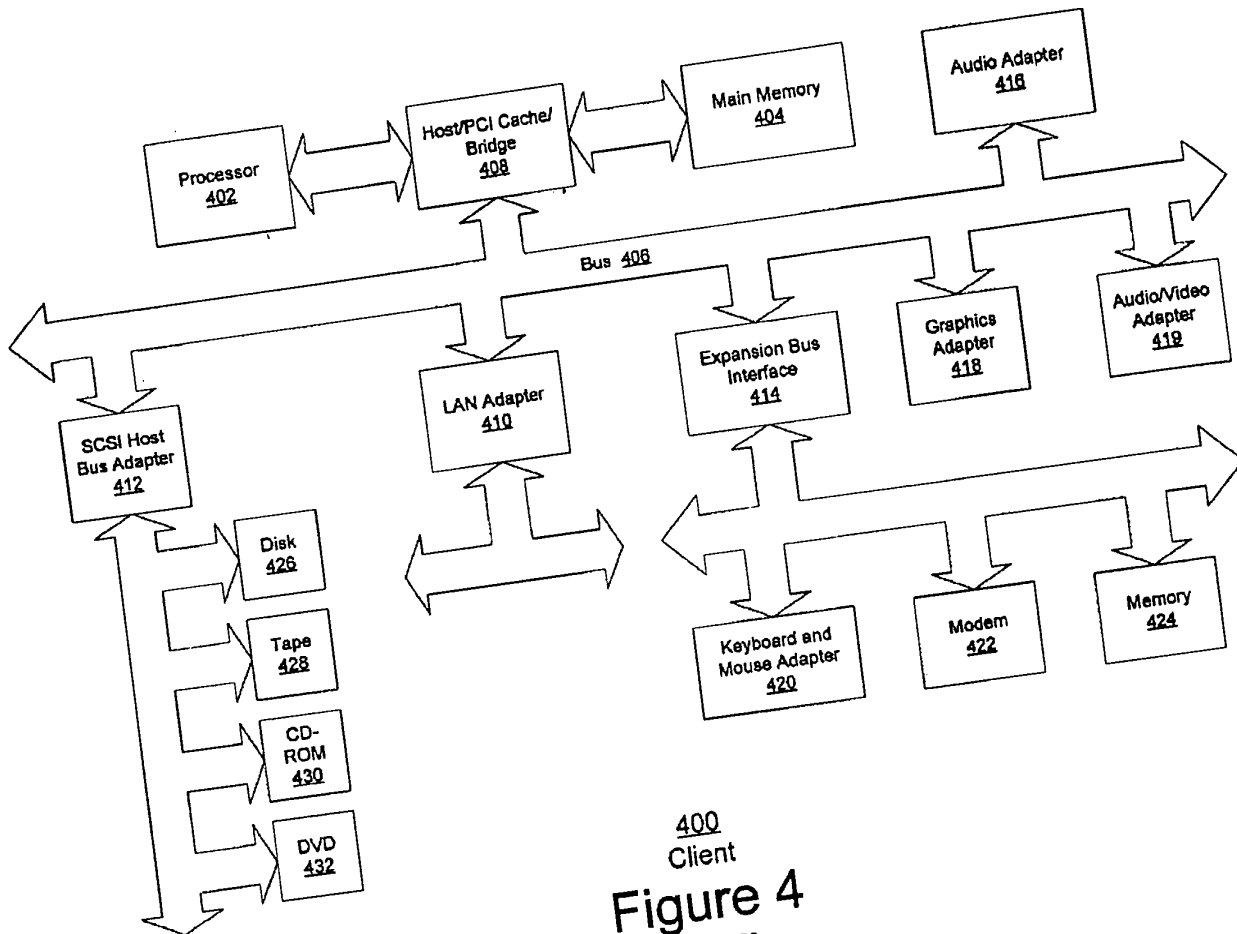 Audio Adapter
416
Main Memory
404
Host/PCI Cache/
Bridge
408
Processor
402
Bus 406
Audio/Video
Adapter
419
Graphics
Adapter
418
Expansion Bus
Interface
414
LAN Adapter
410
SCSI Host
Bus Adapter
412
Disk
426
Tape
428
CD-
ROM
430
DVD
432
Keyboard and
Mouse Adapter
420
Modem
422
Memory
424
400
Client
Figure 4